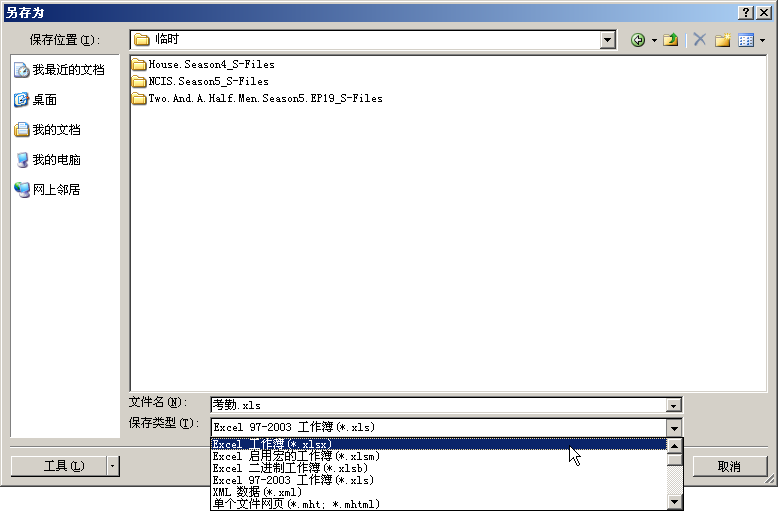 另存为
保存位置(I):
临时
我最近的文档
桌面
我的文档
我的电脑
网上邻居
House.Season4_S-Files
NCIS.Season5_S-Files
Two.And.A.Half.Men.Season5.EP19_S-Files
文件名(N):
考勤.xls
保存类型(T):
Excel 97-2003 工作簿(*.xls)
Excel 工作簿(*.xlsx)
Excel 启用宏的工作簿(*.xlsm)
Excel 二进制工作簿(*.xlsb)
Excel 97-2003 工作簿(*.xls)
XML 数据(*.xml)
单个文件网页(*.mht; *.mhtml)
工具(L)
取消